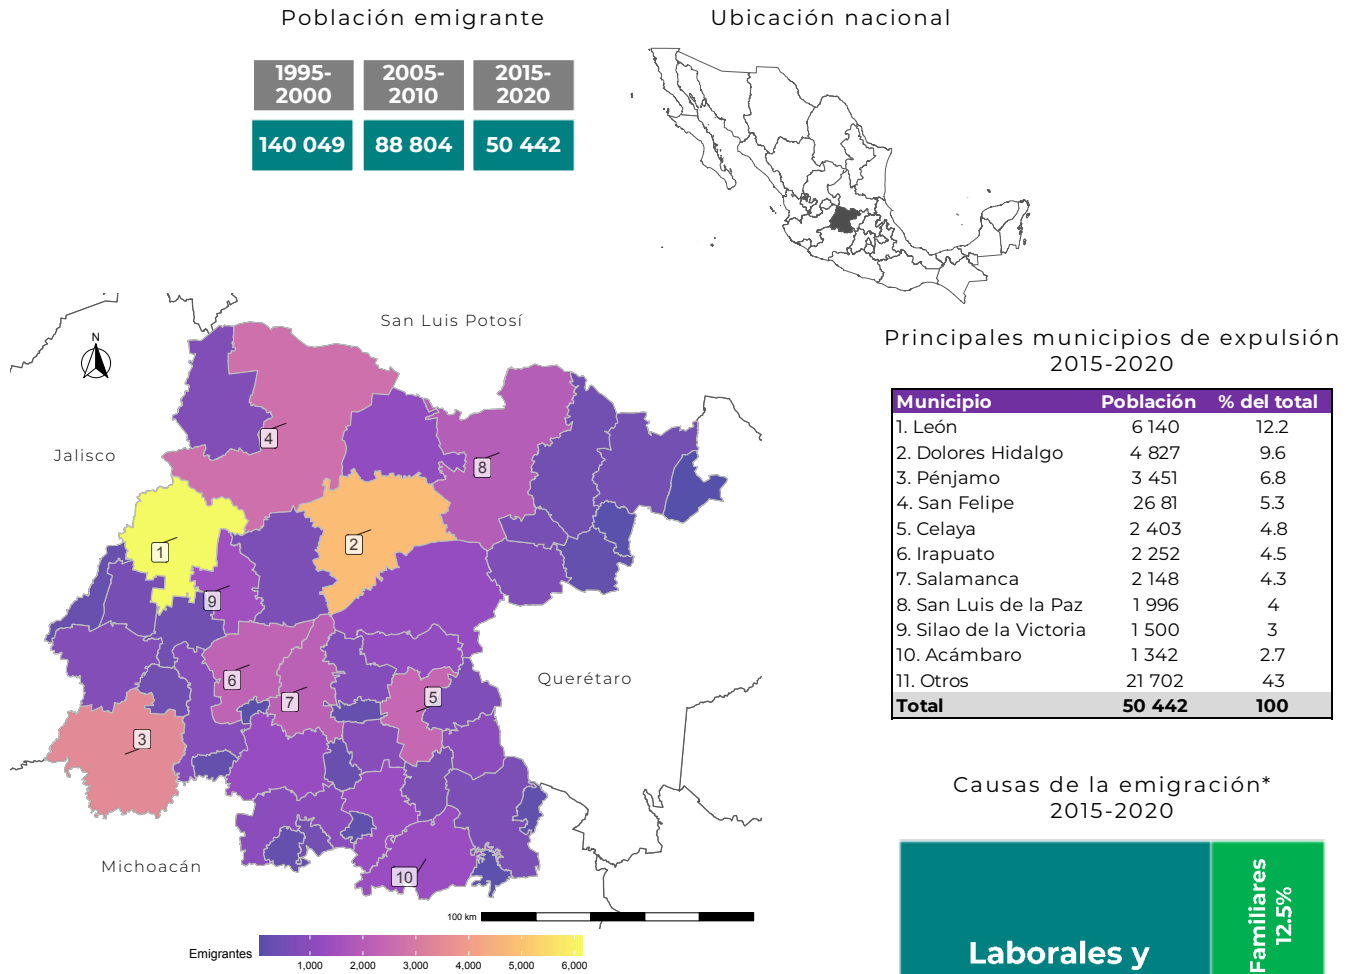 Población emigrante
1995-
2000
2005-
2010
2015-
2020
140 049
88 804
50 442
Ubicación nacional
San Luis Potosí
N
Jalisco
4
8
1
2
9
6
7
5
Querétaro
3
Michoacán
10
100 km
Emigrantes
1,000 2,000 3,000 4,000 5,000 6,000
Principales municipios de expulsión
2015-2020
Municipio Población % del total
1. León 6 140 12.2
2. Dolores Hidalgo 4 827 9.6
3. Pénjamo 3 451 6.8
4. San Felipe 26 81 5.3
5. Celaya 2 403 4.8
6. Irapuato 2 252 4.5
7. Salamanca 2 148 4.3
8. San Luis de la Paz 1 996 4
9. Silao de la Victoria 1 500 3
10. Acámbaro 1 342 2.7
11. Otros 21 702 43
Total 50 442 100
Causas de la emigración*
2015-2020
Laborales y
Familiares
12.5%